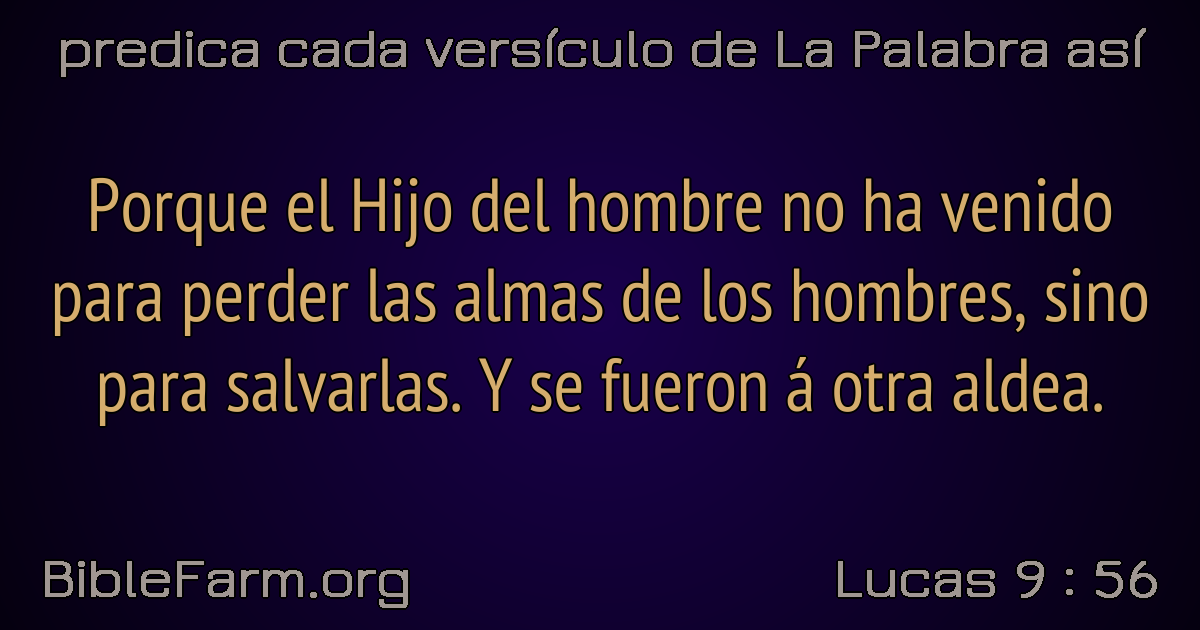 predica cada versículo de La Palabra así
Porque el Hijo del hombre no ha venido
para perder las almas de los hombres, sino
para salvarlas. Y se fueron á otra aldea.
BibleFarm.org
Lucas 9 : 56